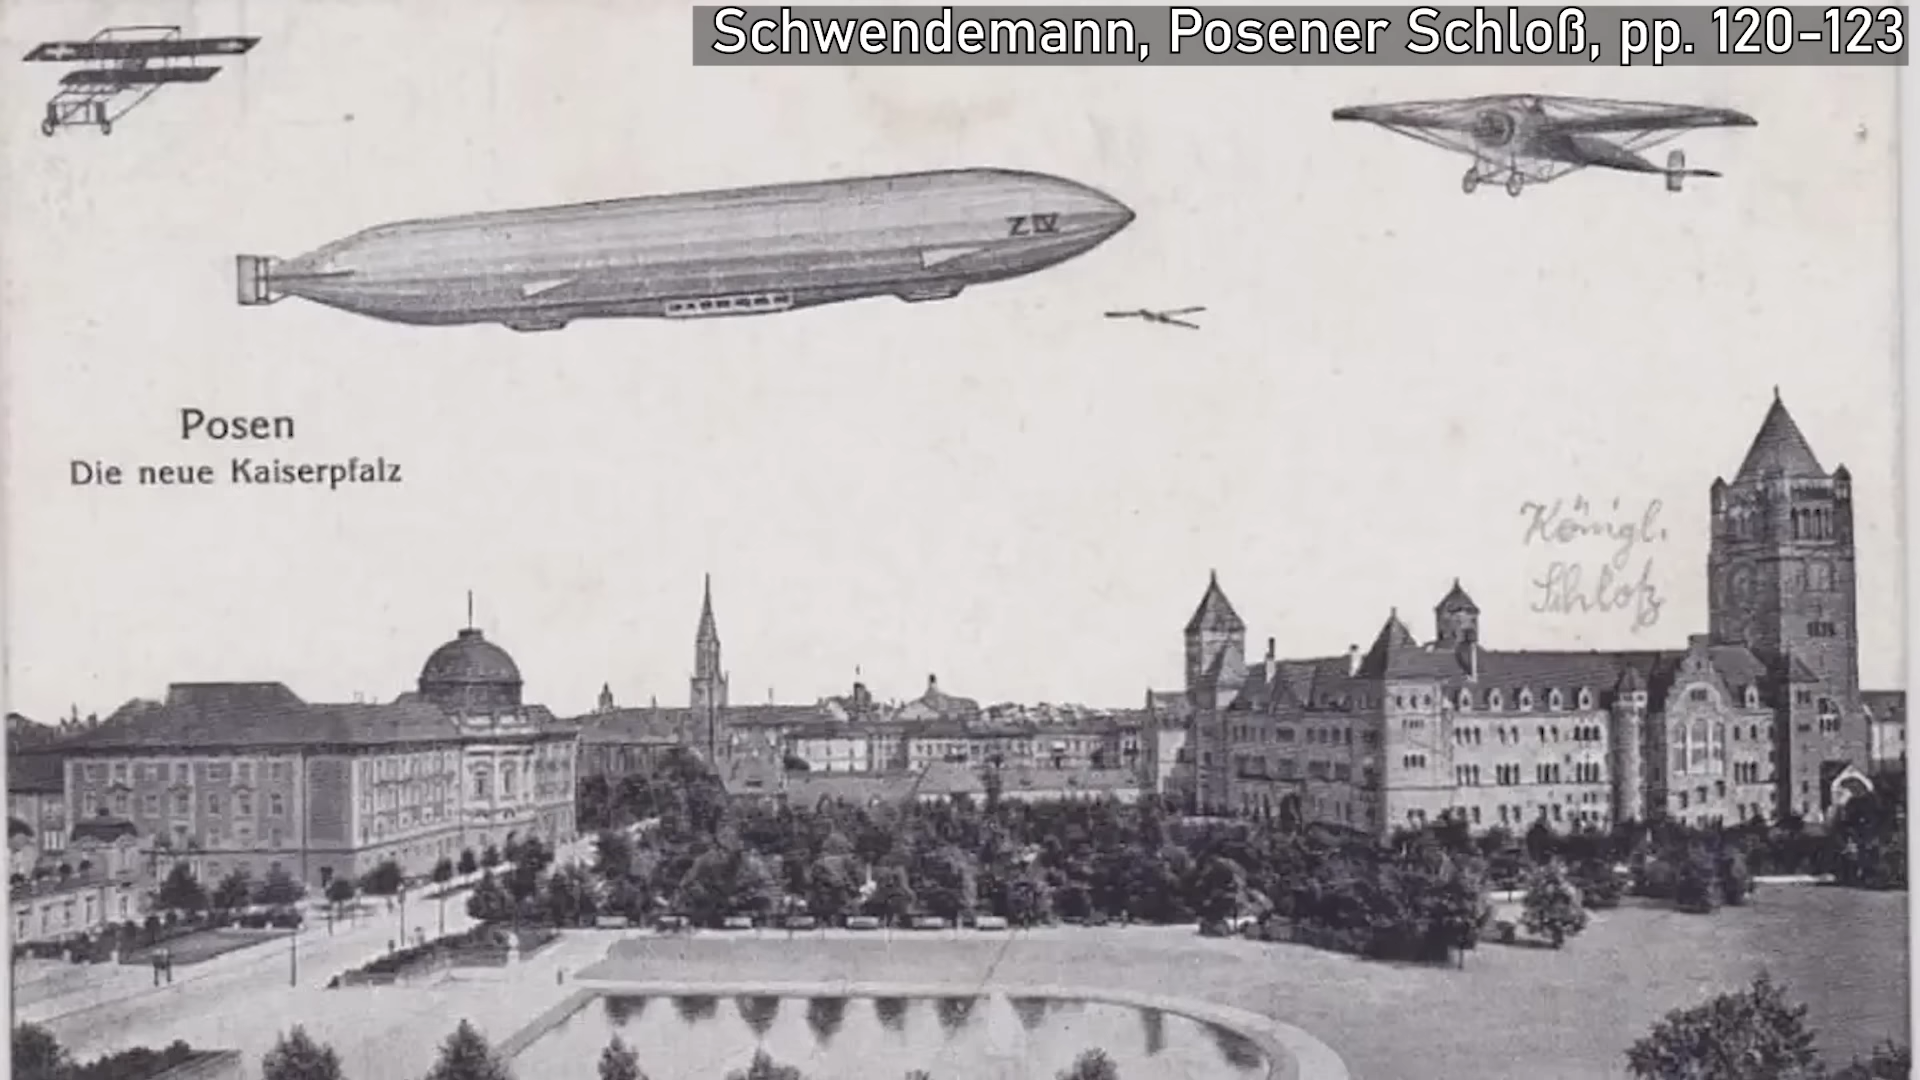 Schwendemann, Posener Schloß, pp. 120-123
Z IV
Posen
Die neue Kaiserpfalz
Königl.
Schloß